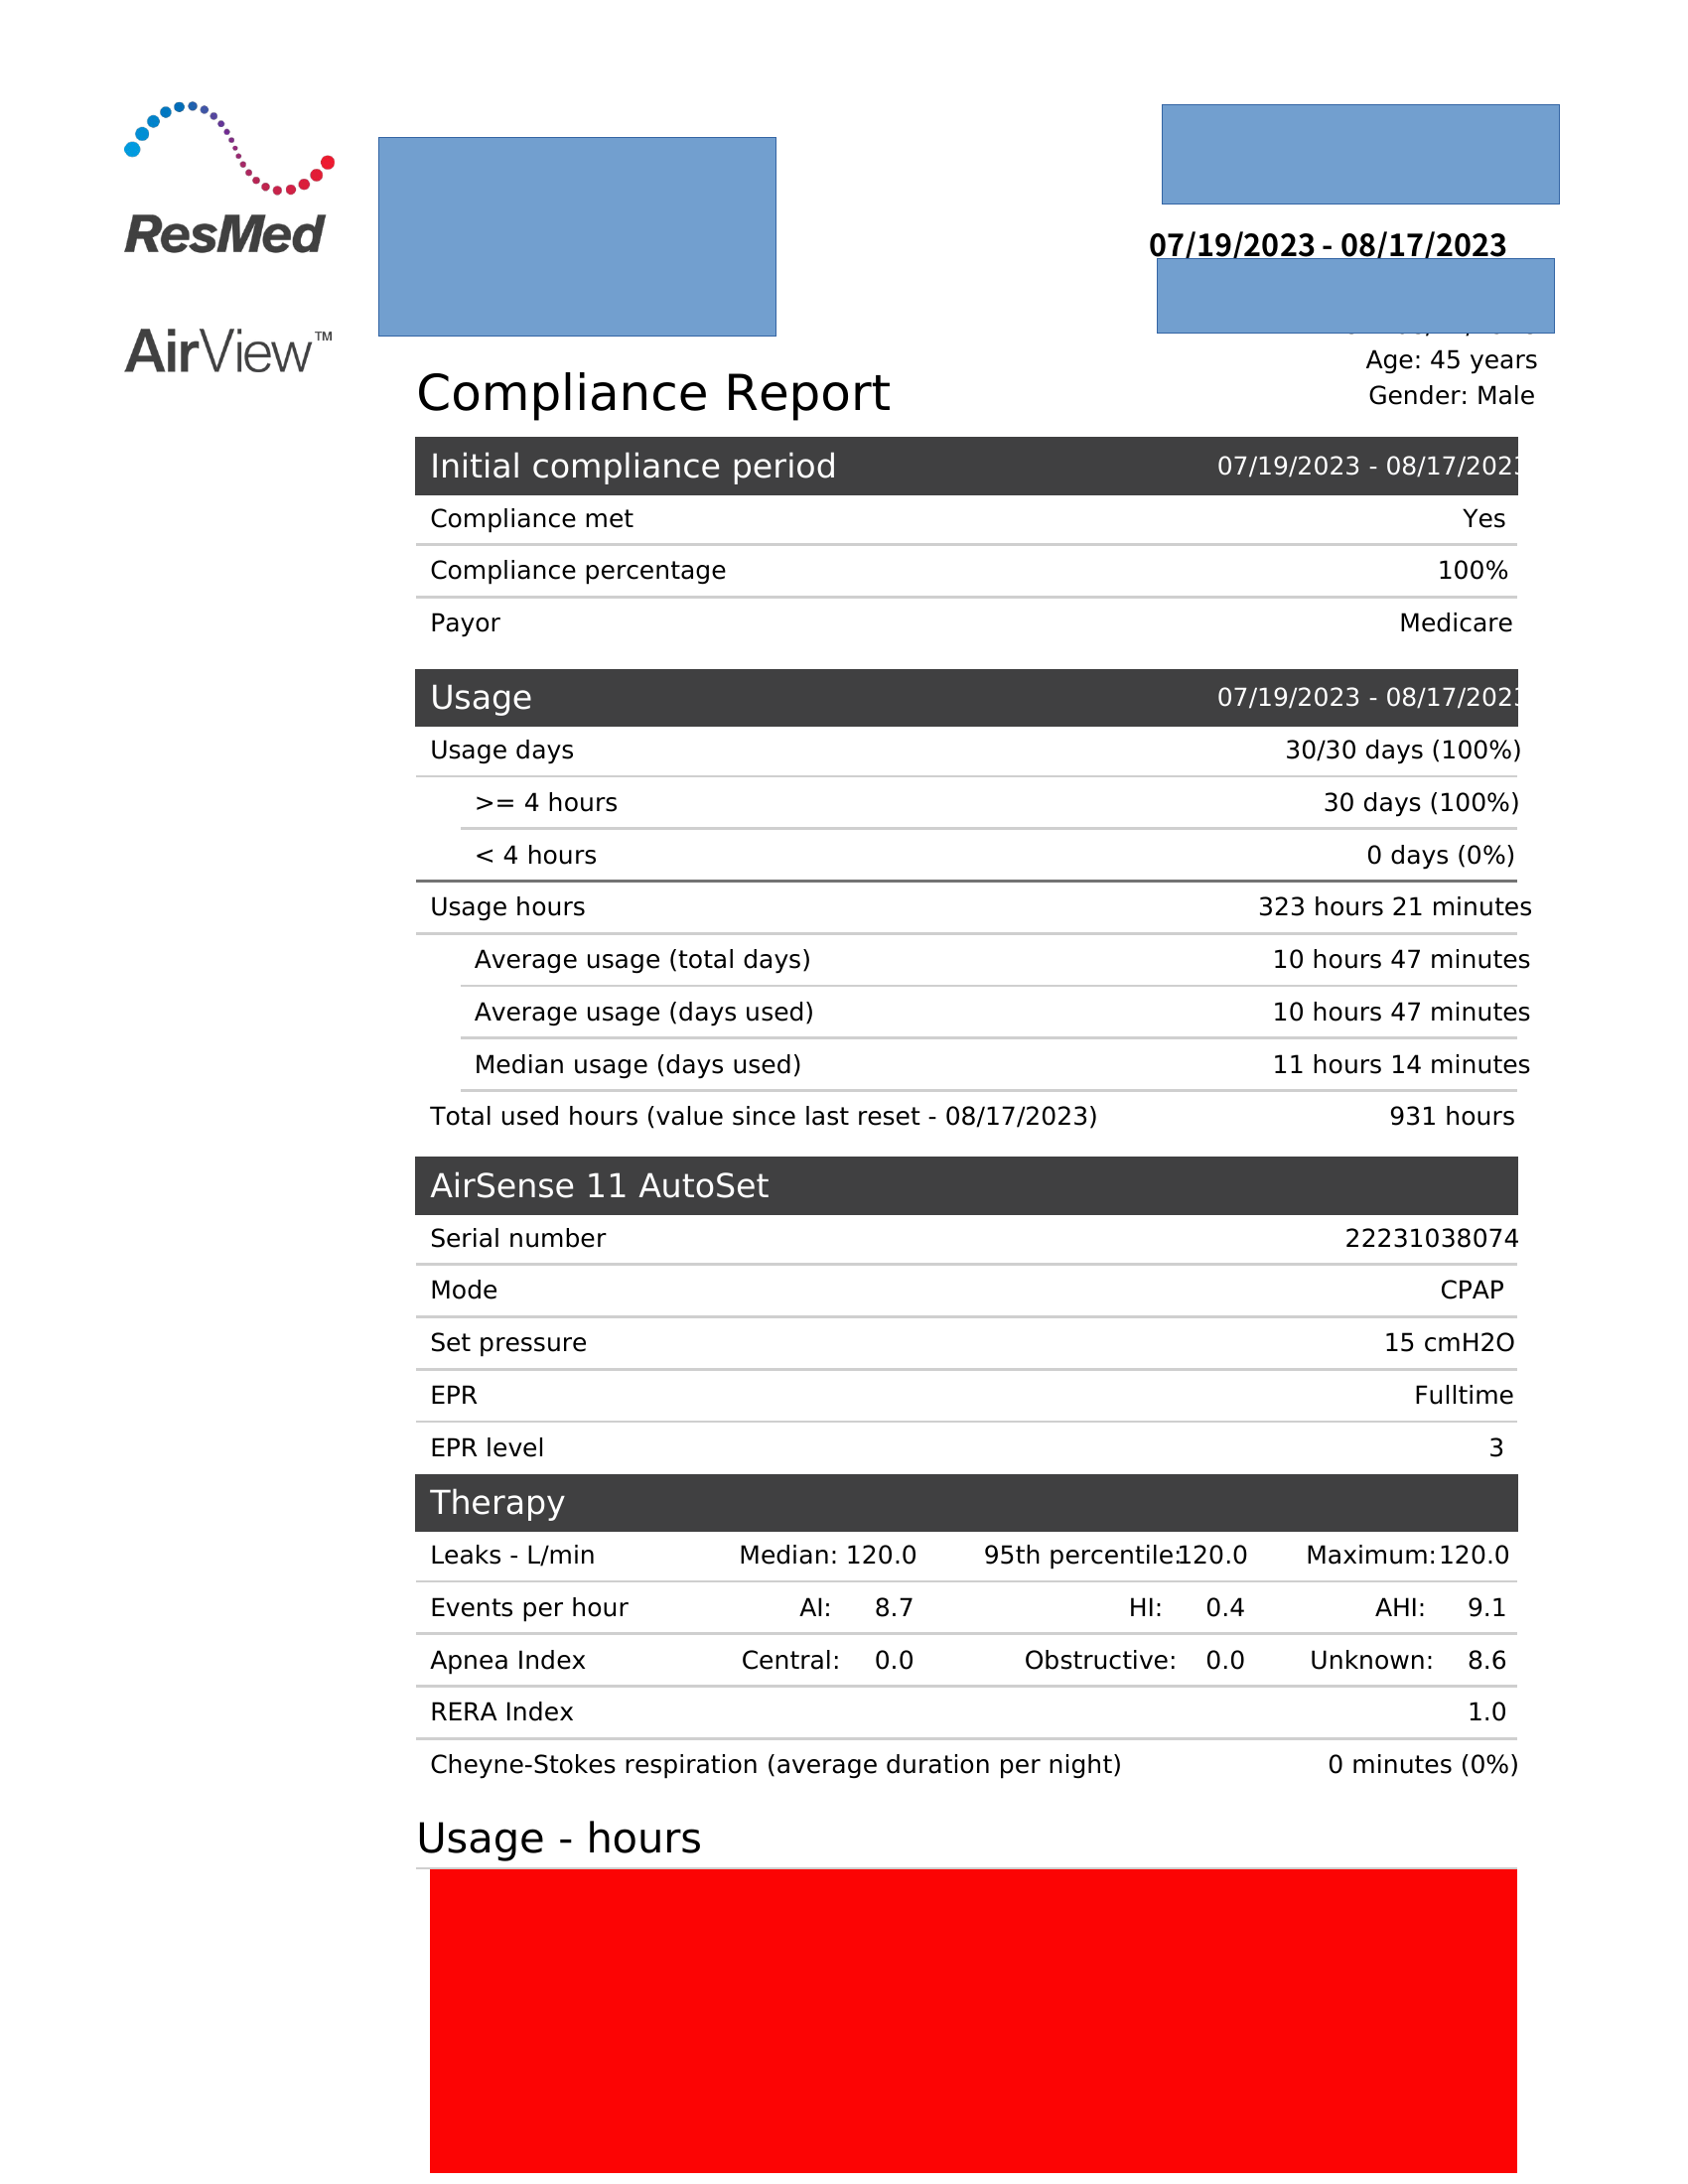 ResMed
07/19/2023 - 08/17/2023
AirView™
Age: 45 years
Gender: Male
Compliance Report
Initial compliance period 07/19/2023 - 08/17/2023
Compliance met Yes
Compliance percentage 100%
Payor Medicare
Usage 07/19/2023 - 08/17/2023
Usage days 30/30 days (100%)
>= 4 hours 30 days (100%)
< 4 hours 0 days (0%)
Usage hours 323 hours 21 minutes
Average usage (total days) 10 hours 47 minutes
Average usage (days used) 10 hours 47 minutes
Median usage (days used) 11 hours 14 minutes
Total used hours (value since last reset - 08/17/2023) 931 hours
AirSense 11 AutoSet
Serial number 22231038074
Mode CPAP
Set pressure 15 cmH2O
EPR Fulltime
EPR level 3
Therapy
Leaks - L/min Median: 120.0 95th percentile: 120.0 Maximum: 120.0
Events per hour AI: 8.7 HI: 0.4 AHI: 9.1
Apnea Index Central: 0.0 Obstructive: 0.0 Unknown: 8.6
RERA Index 1.0
Cheyne-Stokes respiration (average duration per night) 0 minutes (0%)
Usage - hours